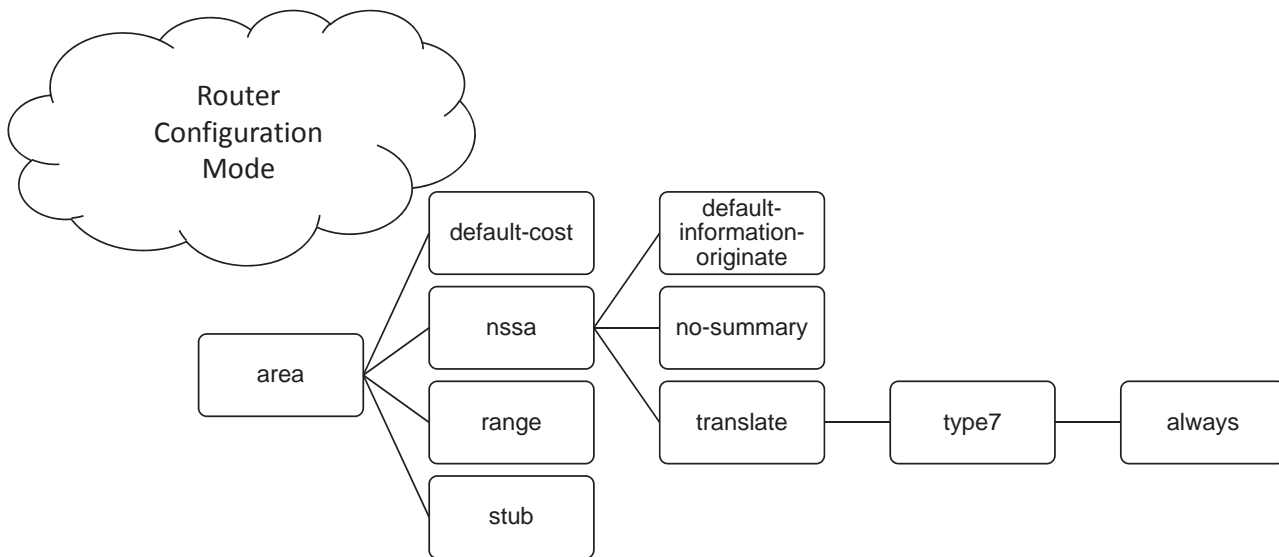 Router
Configuration
Mode
default-cost
default-
information-
originate
nssa
no-summary
area
range
translate
type7
always
stub